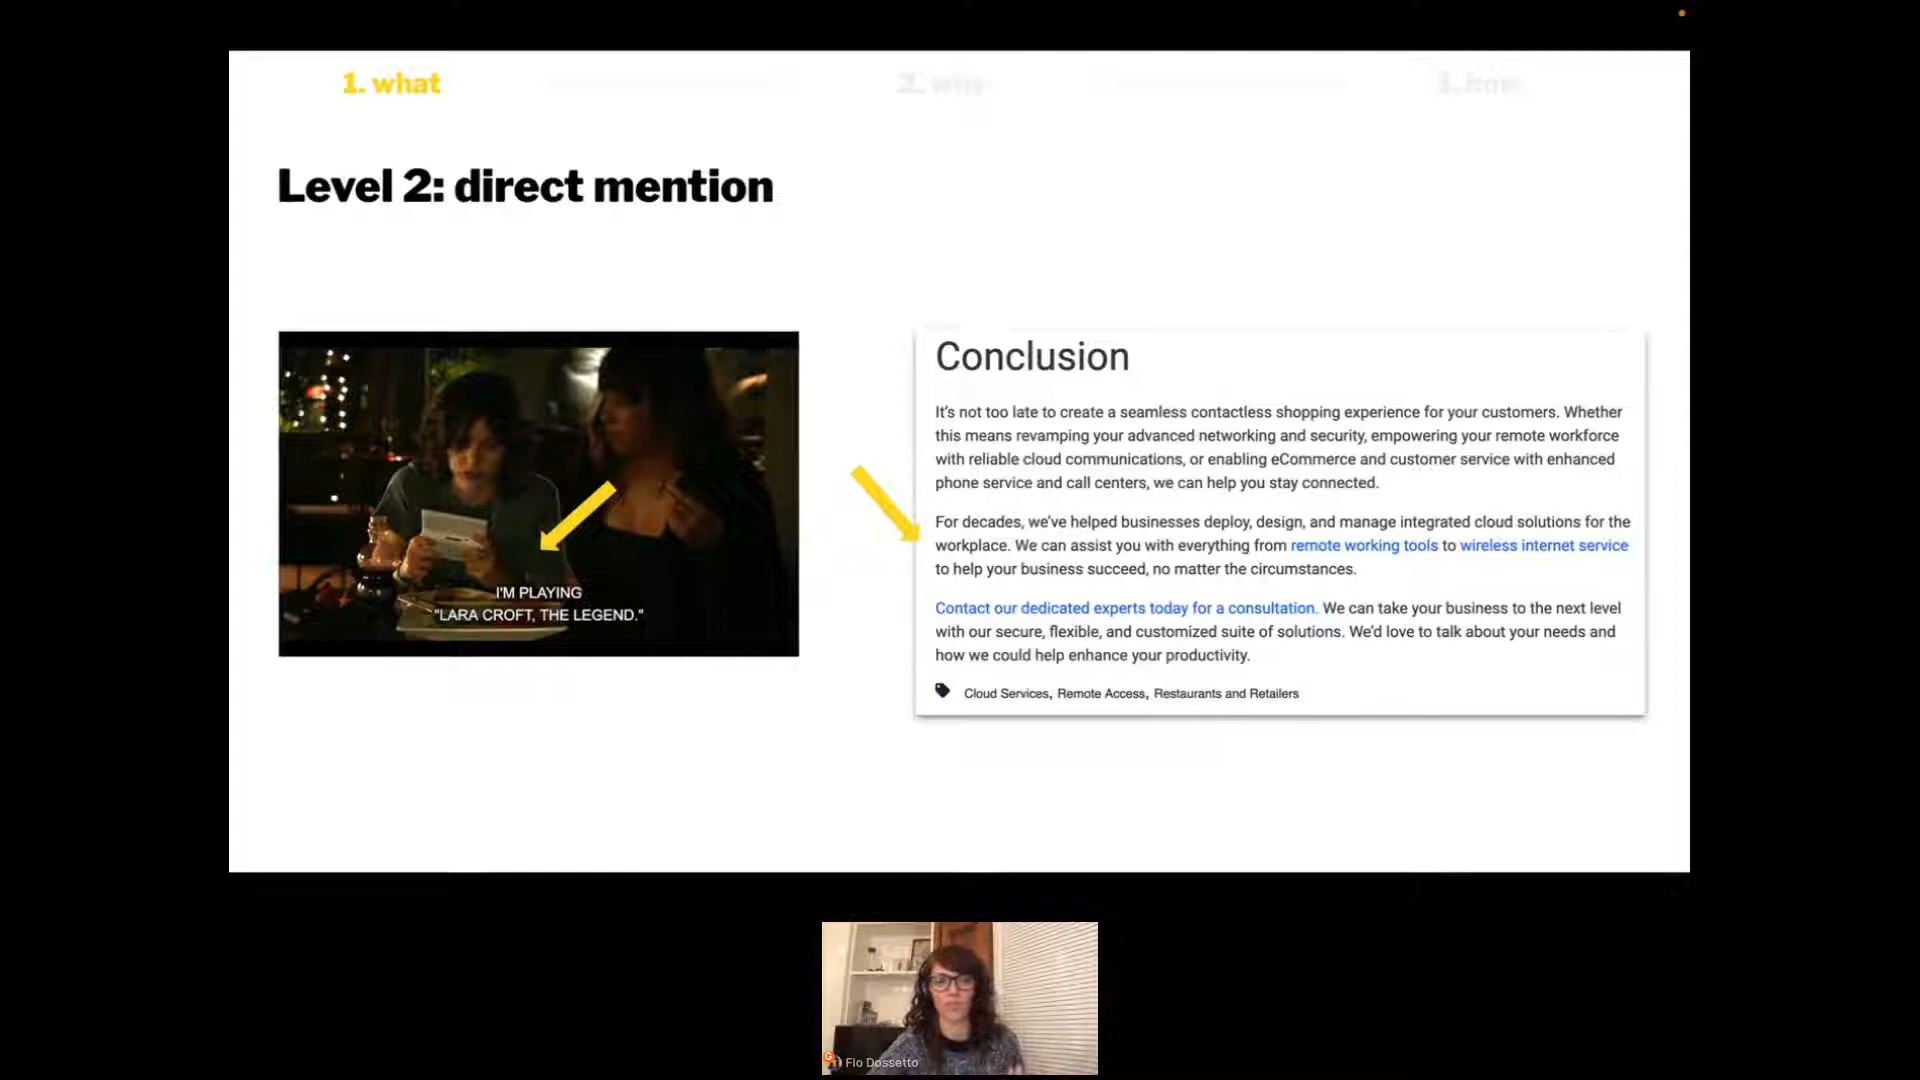 1. what
2. why
3. how
Level 2: direct mention
I'M PLAYING
"LARA CROFT, THE LEGEND."
Conclusion
It's not too late to create a seamless contactless shopping experience for your customers. Whether
this means revamping your advanced networking and security, empowering your remote workforce
with reliable cloud communications, or enabling eCommerce and customer service with enhanced
phone service and call centers, we can help you stay connected.
For decades, we've helped businesses deploy, design, and manage integrated cloud solutions for the
workplace. We can assist you with everything from remote working tools to wireless internet service
to help your business succeed, no matter the circumstances.
Contact our dedicated experts today for a consultation. We can take your business to the next level
with our secure, flexible, and customized suite of solutions. We'd love to talk about your needs and
how we could help enhance your productivity.
Cloud Services, Remote Access, Restaurants and Retailers
Flo Dossetto